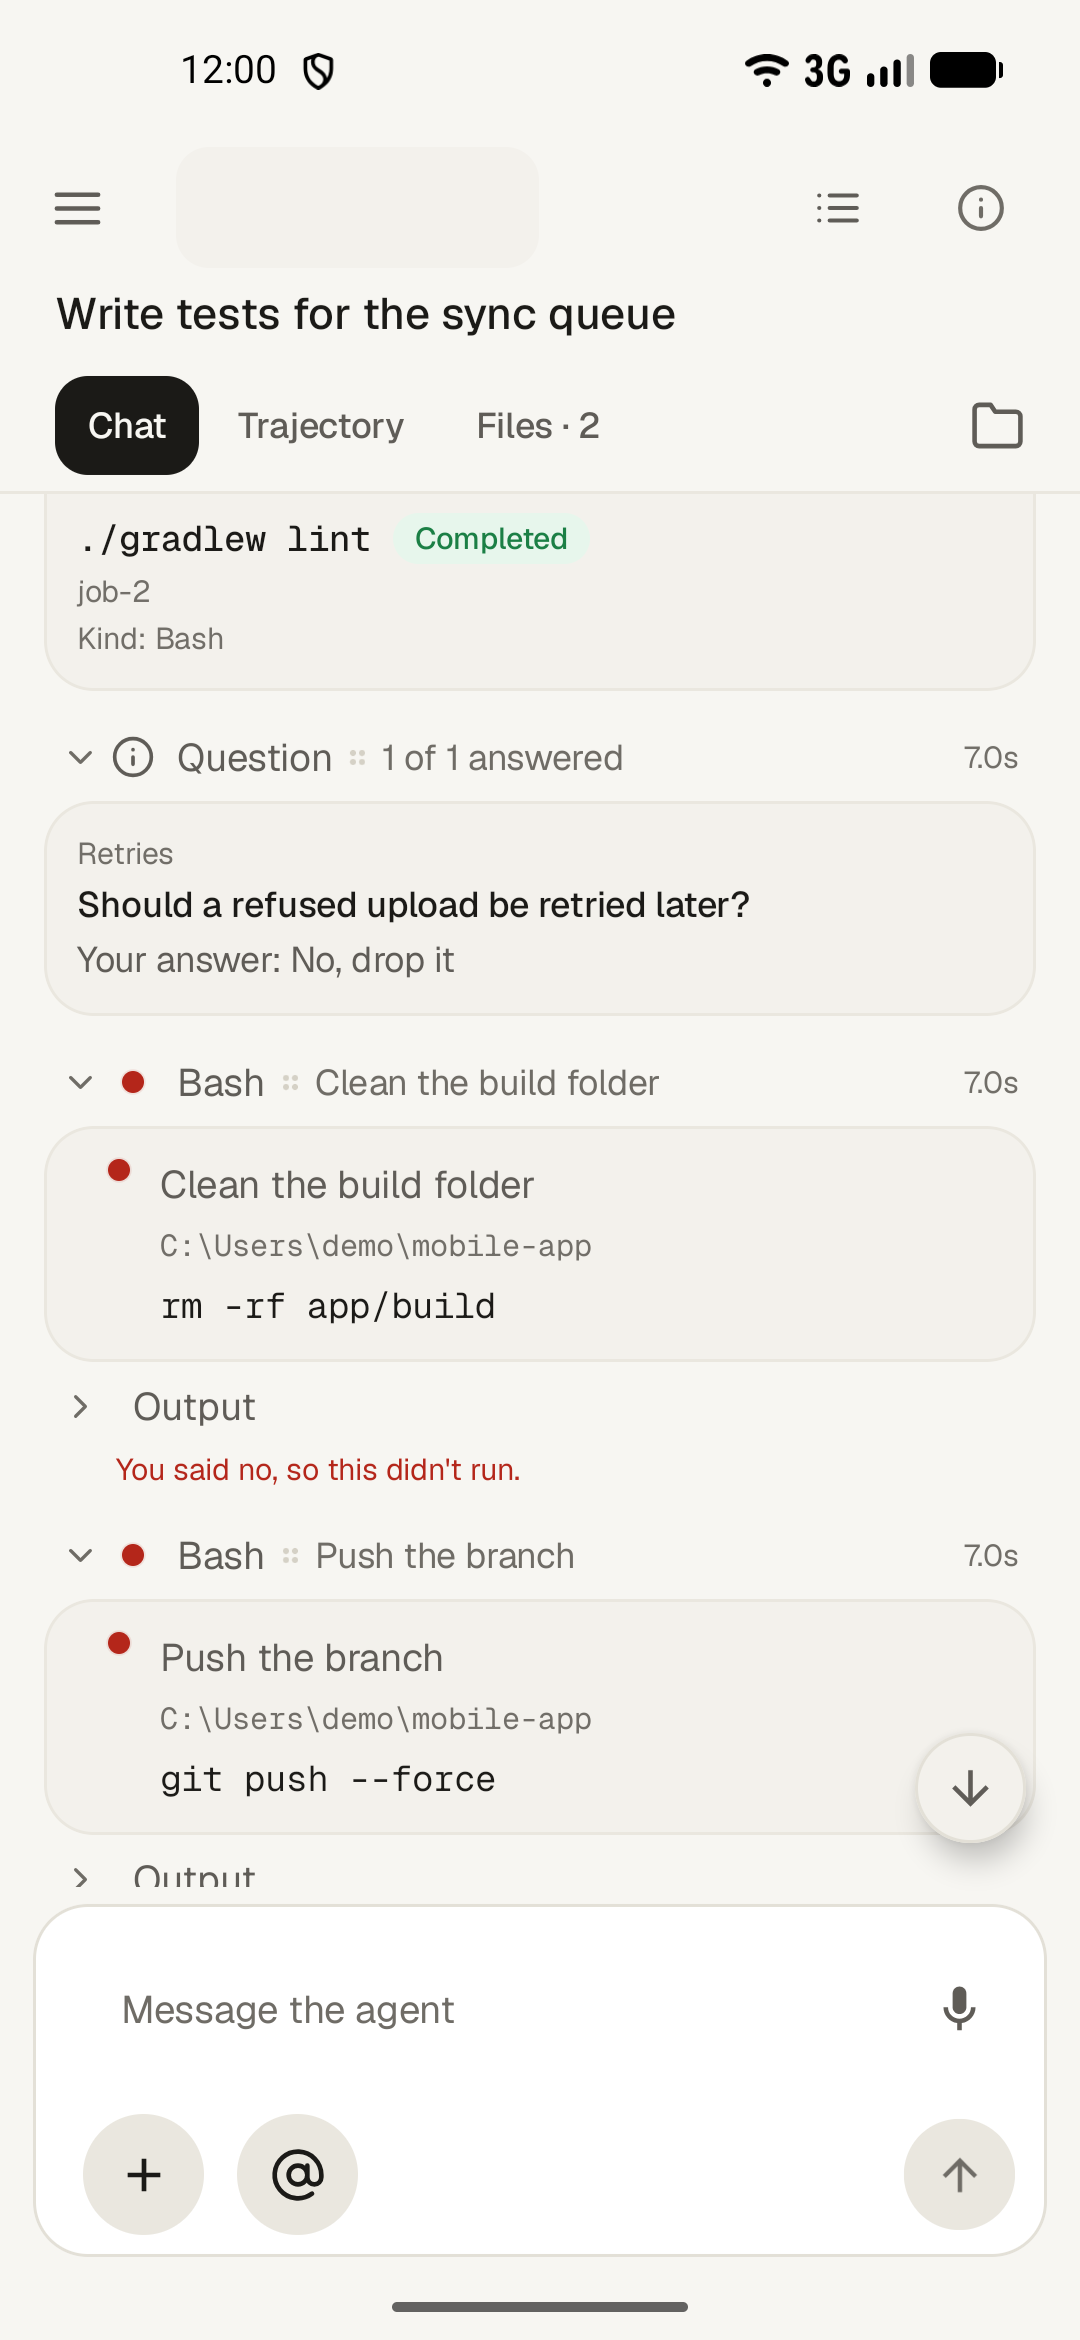 12:00
3G
Write tests for the sync queue
Chat
Trajectory
Files · 2
./gradlew lint
Completed
job-2
Kind: Bash
Question
1 of 1 answered
7.0s
Retries
Should a refused upload be retried later?
Your answer: No, drop it
Bash
Clean the build folder
7.0s
Clean the build folder
C:\Users\demo\mobile-app
rm -rf app/build
Output
You said no, so this didn't run.
Bash
Push the branch
7.0s
Push the branch
C:\Users\demo\mobile-app
git push --force
Output
Message the agent